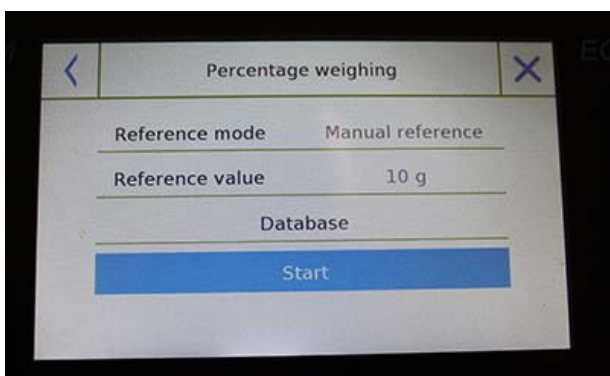 Percentage weighing
Reference mode Manual reference
Reference value 10 g
Database
Start